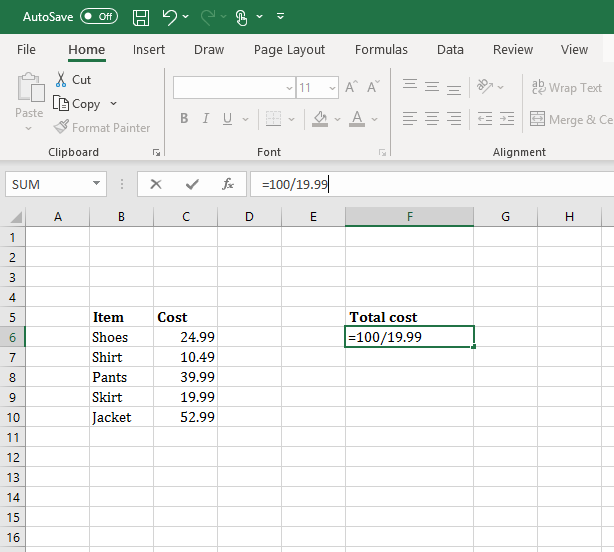 AutoSave Off
File Home Insert Draw Page Layout Formulas Data Review View
Cut
Copy
Format Painter
Paste
11 A A
B I U A
ab Wrap Text
Merge & Ce
Clipboard Font Alignment
SUM fx =100/19.99
A B C D E F G H
1
2
3
4
5 Item Cost Total cost
6 Shoes 24.99 =100/19.99
7 Shirt 10.49
8 Pants 39.99
9 Skirt 19.99
10 Jacket 52.99
11
12
13
14
15
16